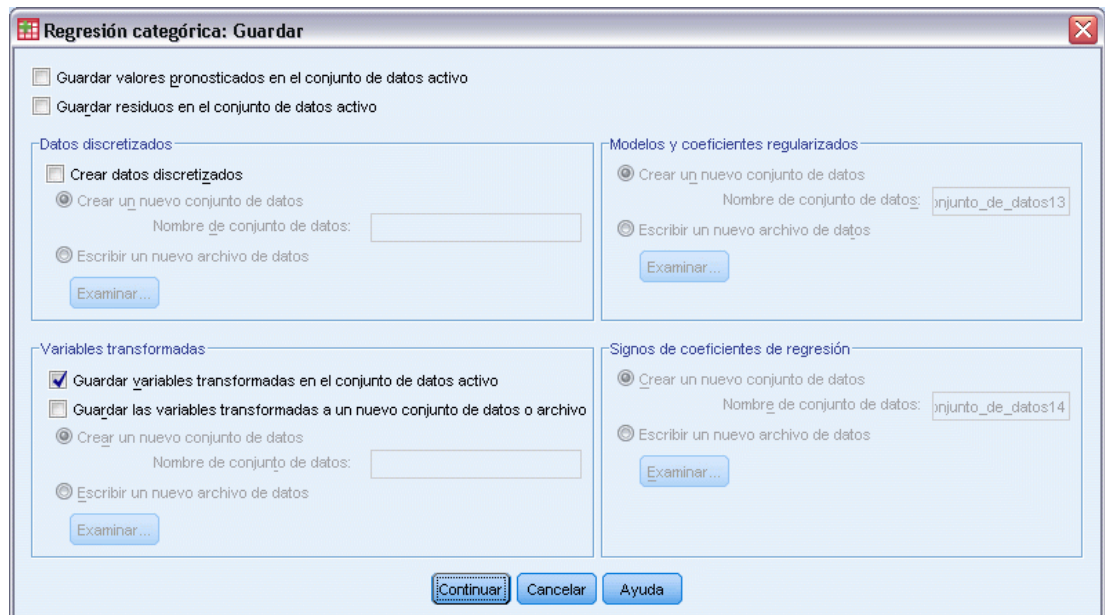 Regresión categórica: Guardar
Guardar valores pronosticados en el conjunto de datos activo
Guardar residuos en el conjunto de datos activo
Datos discretizados
Crear datos discretizados
Crear un nuevo conjunto de datos
Nombre de conjunto de datos:
Escribir un nuevo archivo de datos
Examinar...
Modelos y coeficientes regularizados
Crear un nuevo conjunto de datos
Nombre de conjunto de datos: onjunto_de_datos13
Escribir un nuevo archivo de datos
Examinar...
Variables transformadas
Guardar variables transformadas en el conjunto de datos activo
Guardar las variables transformadas a un nuevo conjunto de datos o archivo
Crear un nuevo conjunto de datos
Nombre de conjunto de datos:
Escribir un nuevo archivo de datos
Examinar...
Signos de coeficientes de regresión
Crear un nuevo conjunto de datos
Nombre de conjunto de datos: onjunto_de_datos14
Escribir un nuevo archivo de datos
Examinar...
Continuar Cancelar Ayuda